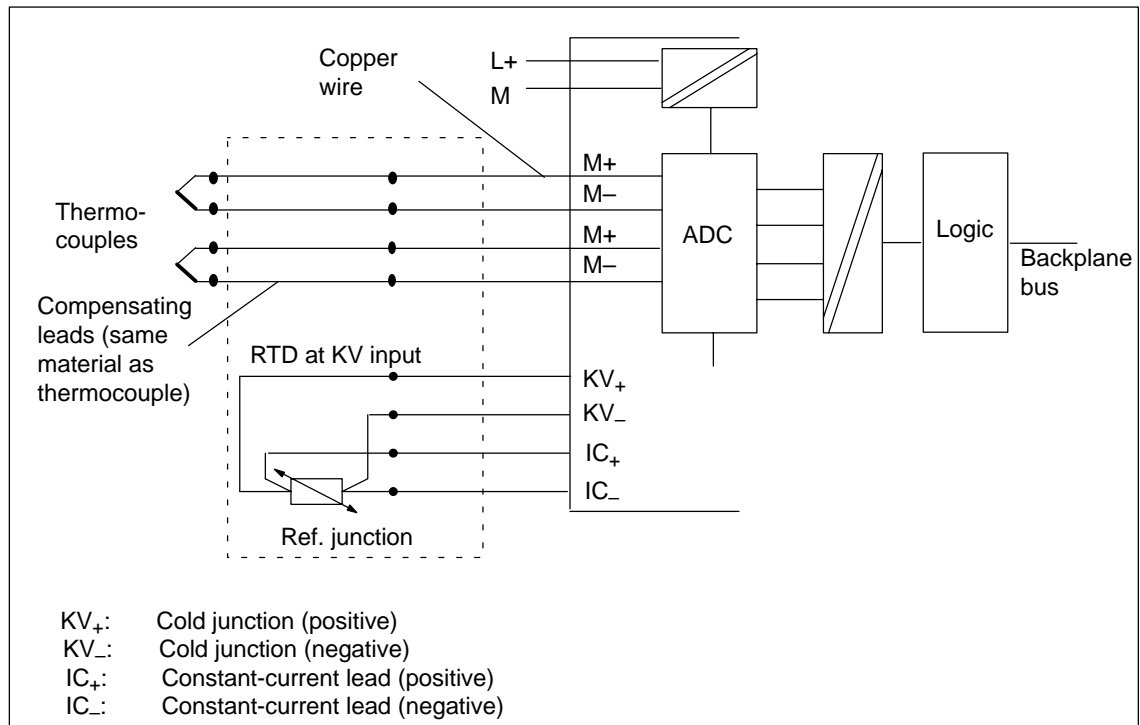 Copper
wire
L+
M
M+
M–
M+
M–
Thermo-
couples
ADC
Logic
Backplane
bus
Compensating
leads (same
material as
thermocouple)
RTD at KV input
KV+
KV–
IC+
IC–
Ref. junction
KV+: Cold junction (positive)
KV–: Cold junction (negative)
IC+: Constant-current lead (positive)
IC–: Constant-current lead (negative)